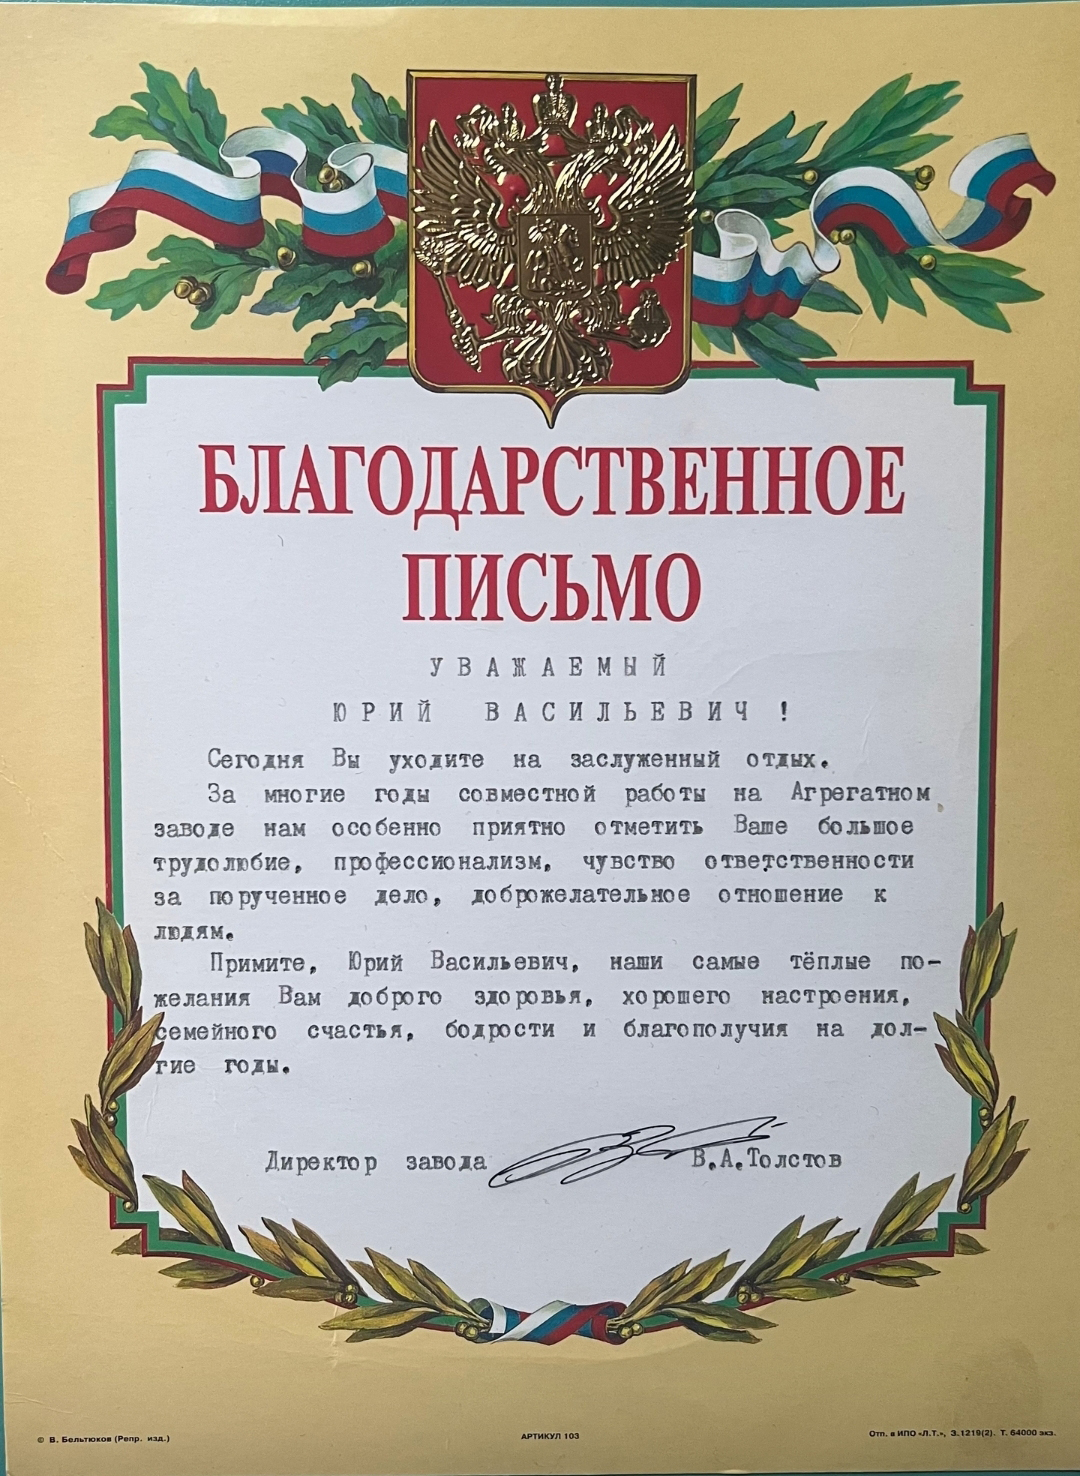 БЛАГОДАРСТВЕННОЕ
ПИСЬМО
УВАЖАЕМЫЙ
ЮРИЙ ВАСИЛЬЕВИЧ !
Сегодня Вы уходите на заслуженный отдых.
За многие годы совместной работы на Агрегатном
заводе нам особенно приятно отметить Ваше большое
трудолюбие, профессионализм, чувство ответственности
за порученное дело, доброжелательное отношение к
людям.
Примите, Юрий Васильевич, наши самые тёплые по-
желания Вам доброго здоровья, хорошего настроения,
семейного счастья, бодрости и благополучия на дол-
гие годы.
Директор завода В.А.Толстов
© В. Бельтюков (Репр. изд.) АРТИКУЛ 103 Отп. в ИПО «Л.Т.», З.1219(2). Т. 64000 экз.